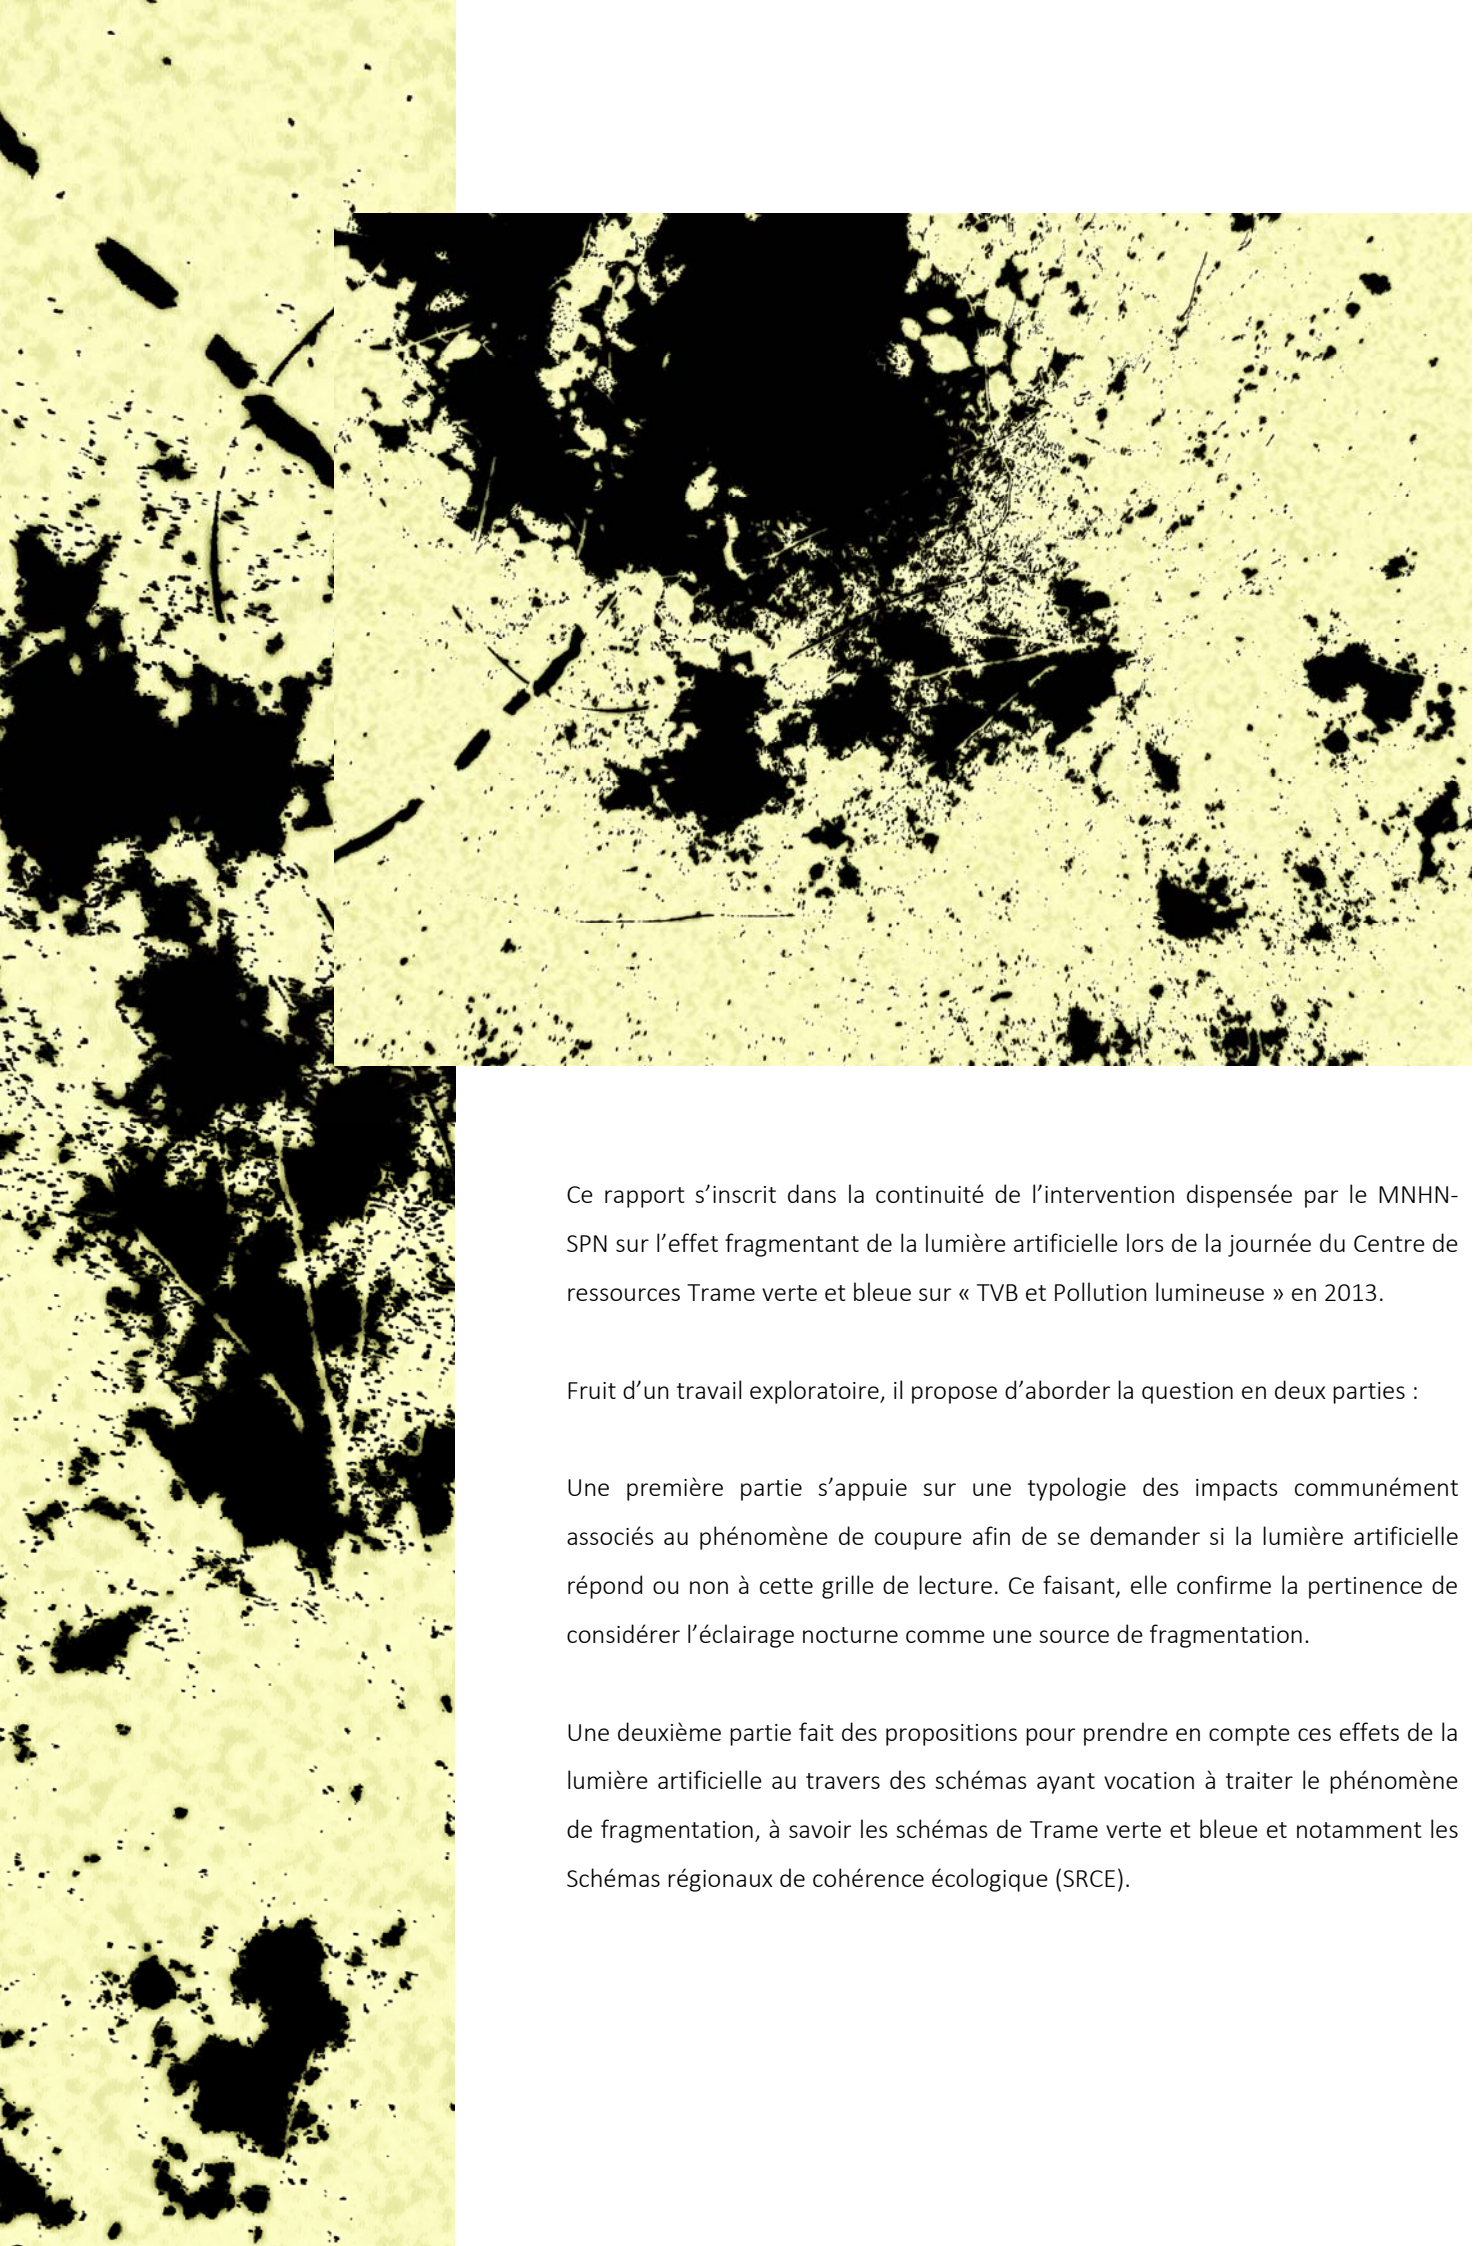 Ce rapport s’inscrit dans la continuité de l’intervention dispensée par le MNHN-
SPN sur l’effet fragmentant de la lumière artificielle lors de la journée du Centre de
ressources Trame verte et bleue sur « TVB et Pollution lumineuse » en 2013.
Fruit d’un travail exploratoire, il propose d’aborder la question en deux parties :
Une première partie s’appuie sur une typologie des impacts communément
associés au phénomène de coupure afin de se demander si la lumière artificielle
répond ou non à cette grille de lecture. Ce faisant, elle confirme la pertinence de
considérer l’éclairage nocturne comme une source de fragmentation.
Une deuxième partie fait des propositions pour prendre en compte ces effets de la
lumière artificielle au travers des schémas ayant vocation à traiter le phénomène
de fragmentation, à savoir les schémas de Trame verte et bleue et notamment les
Schémas régionaux de cohérence écologique (SRCE).